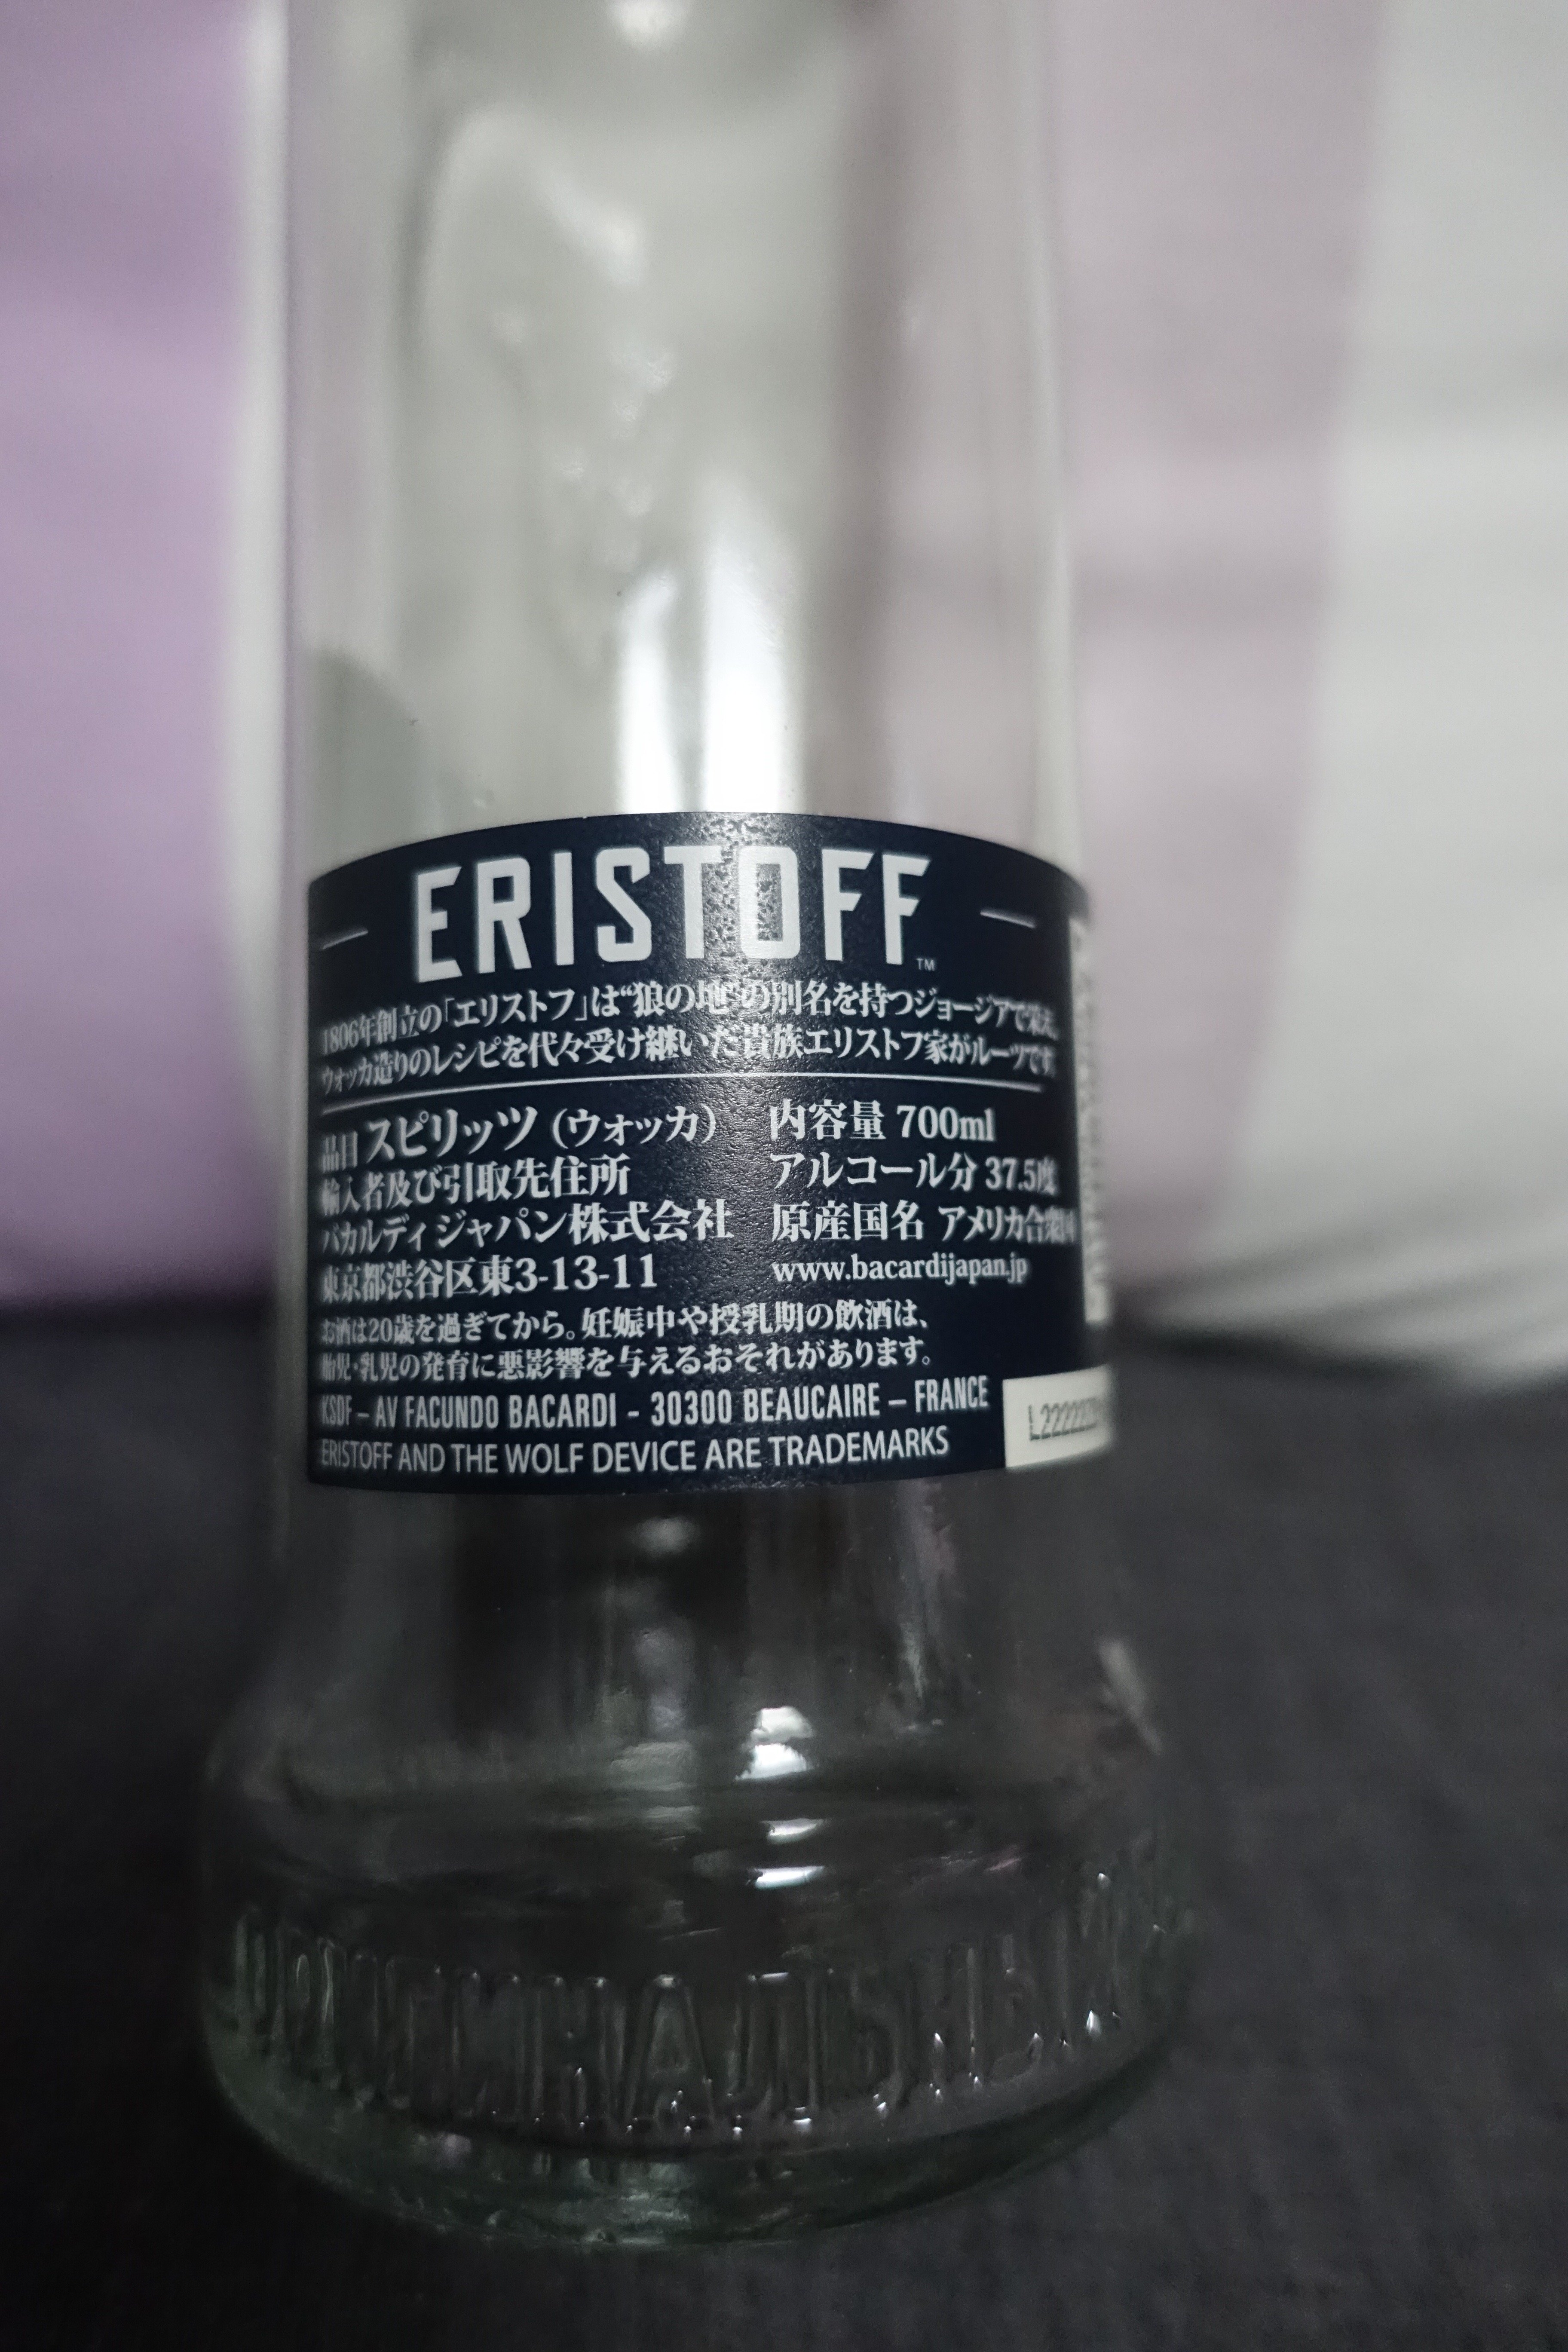 ERISTOFF™
1806年創立の「エリストフ」は“狼の地”の別名を持つジョージアで栄え、
ウォッカ造りのレシピを代々受け継いだ貴族エリストフ家がルーツです。
品目 スピリッツ（ウォッカ）
輸入者及び引取先住所
バカルディ ジャパン株式会社
東京都渋谷区東3-13-11
内容量 700ml
アルコール分 37.5度
原産国名 アメリカ合衆国
www.bacardijapan.jp
お酒は20歳を過ぎてから。妊娠中や授乳期の飲酒は、
胎児・乳児の発育に悪影響を与えるおそれがあります。
KSDF – AV FACUNDO BACARDI - 30300 BEAUCAIRE – FRANCE
ERISTOFF AND THE WOLF DEVICE ARE TRADEMARKS